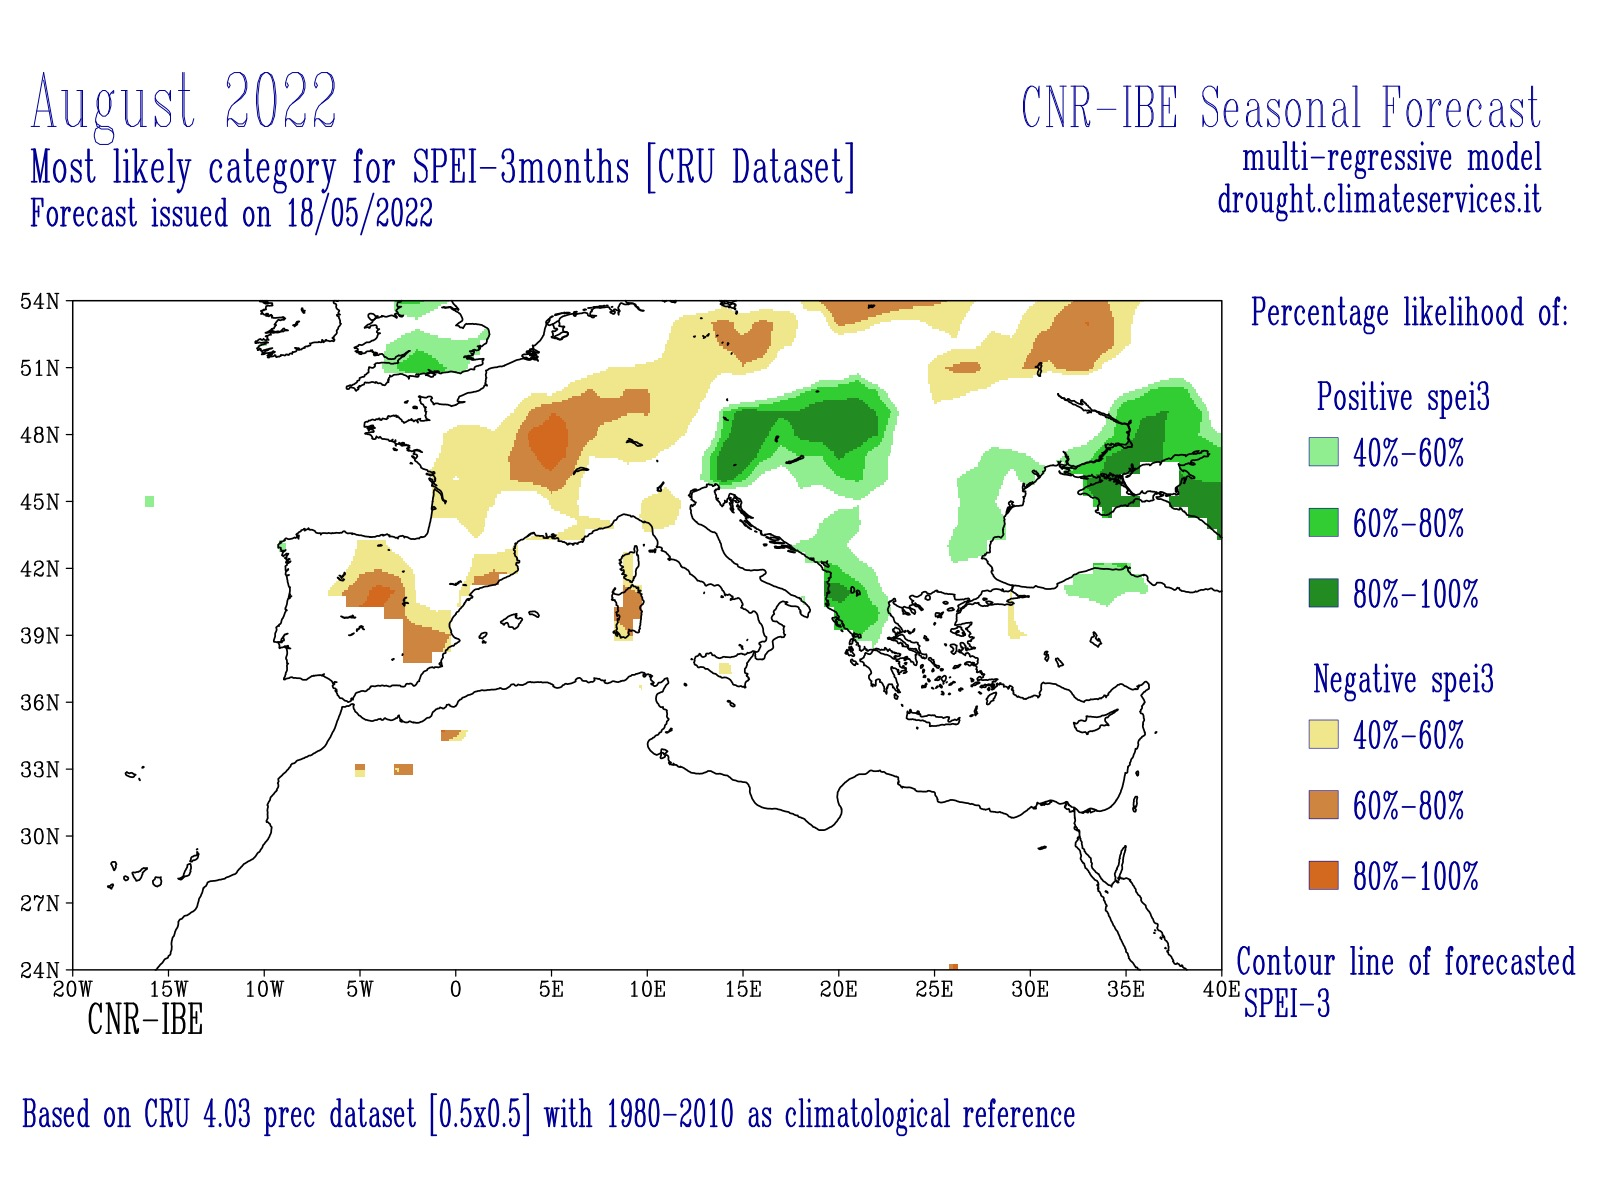 August 2022
Most likely category for SPEI-3months [CRU Dataset]
Forecast issued on 18/05/2022
CNR-IBE Seasonal Forecast
multi-regressive model
drought.climateservices.it
54N
51N
48N
45N
42N
39N
36N
33N
30N
27N
24N
20W 15W 10W 5W 0 5E 10E 15E 20E 25E 30E 35E 40E
CNR-IBE
Percentage likelihood of:
Positive spei3
40%-60%
60%-80%
80%-100%
Negative spei3
40%-60%
60%-80%
80%-100%
Contour line of forecasted
SPEI-3
Based on CRU 4.03 prec dataset [0.5x0.5] with 1980-2010 as climatological reference